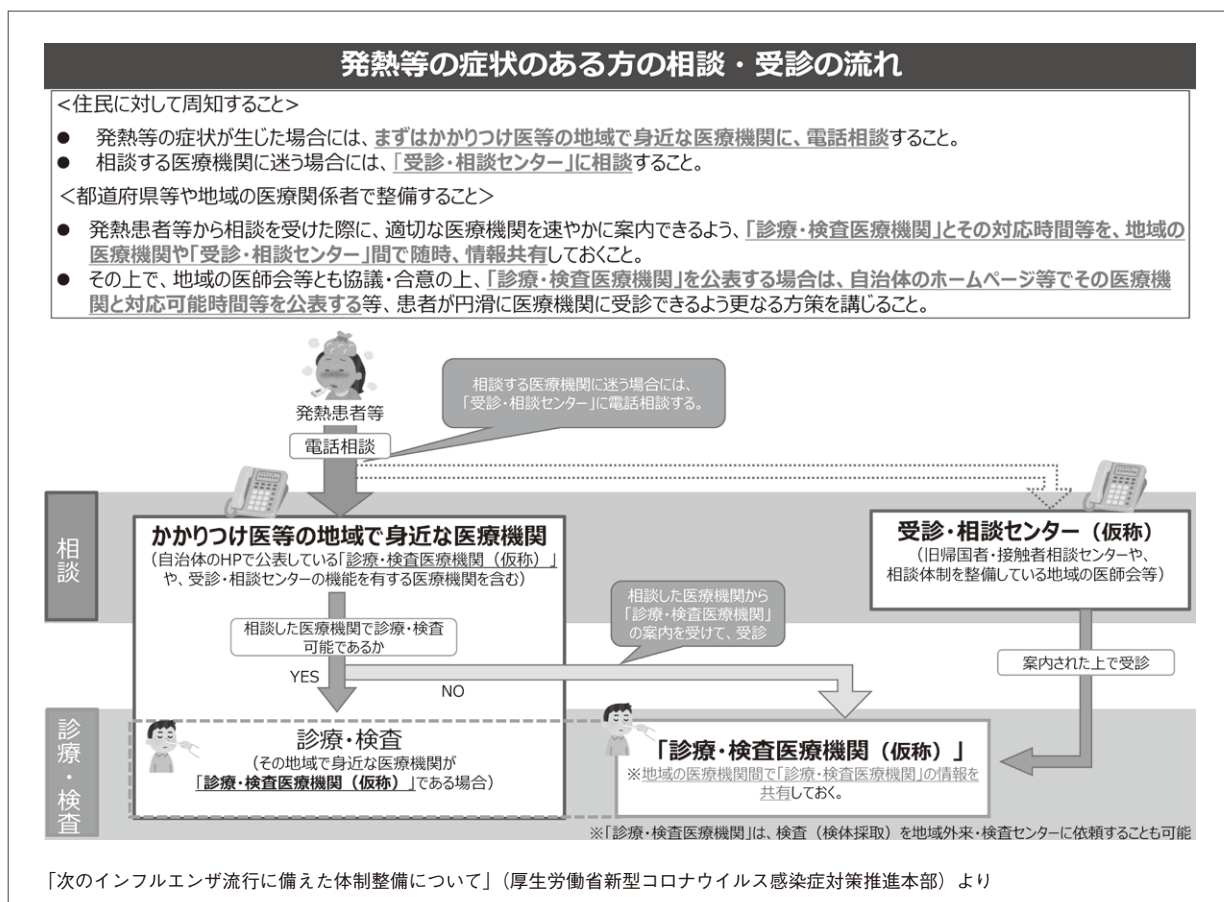 発熱等の症状のある方の相談・受診の流れ
<住民に対して周知すること>
● 発熱等の症状が生じた場合には、まずはかかりつけ医等の地域で身近な医療機関に、電話相談すること。
● 相談する医療機関に迷う場合には、「受診・相談センター」に相談すること。
<都道府県等や地域の医療関係者で整備すること>
● 発熱患者等から相談を受けた際に、適切な医療機関を速やかに案内できるよう、「診療・検査医療機関」とその対応時間等を、地域の
医療機関や「受診・相談センター」間で随時、情報共有しておくこと。
● その上で、地域の医師会等とも協議・合意の上、「診療・検査医療機関」を公表する場合は、自治体のホームページ等でその医療機
関と対応可能時間等を公表する等、患者が円滑に医療機関に受診できるよう更なる方策を講じること。
発熱患者等
相談する医療機関に迷う場合には、
「受診・相談センター」に電話相談する。
電話相談
相談
かかりつけ医等の地域で身近な医療機関
(自治体のHPで公表している「診療・検査医療機関(仮称)」
や、受診・相談センターの機能を有する医療機関を含む)
受診・相談センター(仮称)
(旧帰国者・接触者相談センターや、
相談体制を整備している地域の医師会等)
相談した医療機関で診療・検査
可能であるか
相談した医療機関から
「診療・検査医療機関」
の案内を受けて、受診
案内された上で受診
YES
NO
診療・検査
診療・検査
(その地域で身近な医療機関が
「診療・検査医療機関(仮称)」である場合)
「診療・検査医療機関(仮称)」
※地域の医療機関間で「診療・検査医療機関」の情報を
共有しておく。
※「診療・検査医療機関」は、検査(検体採取)を地域外来・検査センターに依頼することも可能
「次のインフルエンザ流行に備えた体制整備について」(厚生労働省新型コロナウイルス感染症対策推進本部)より